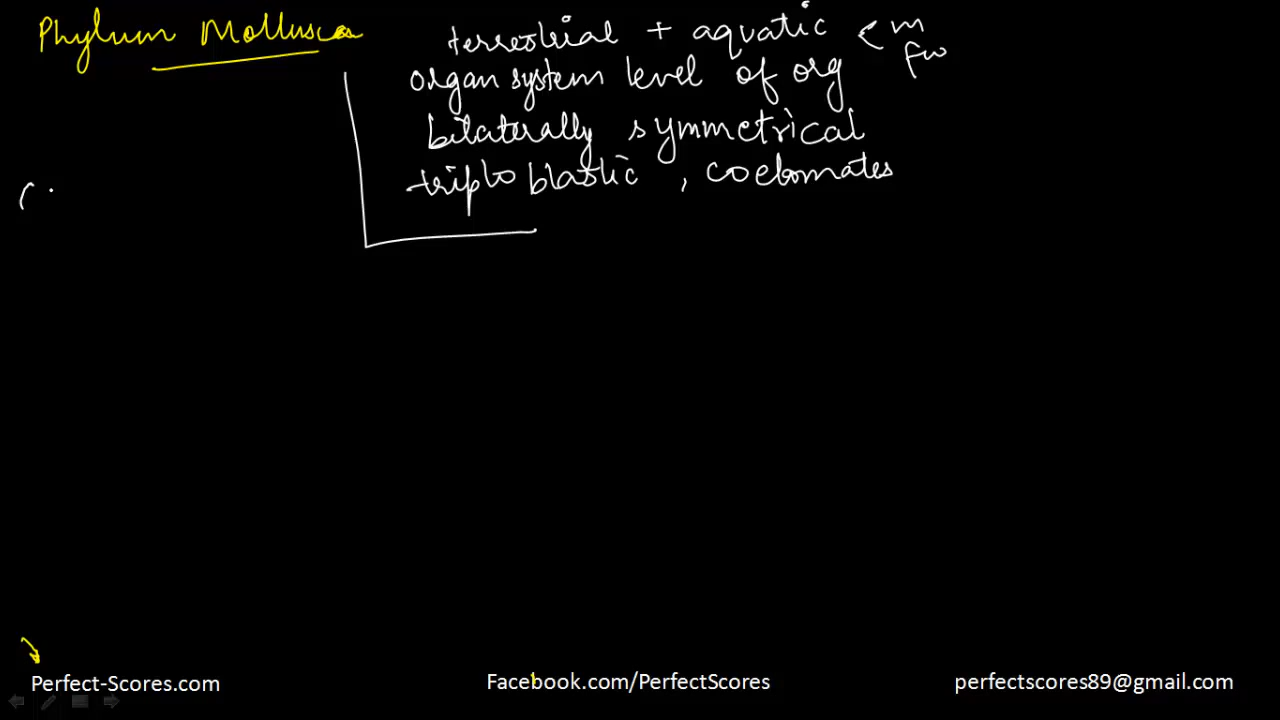 Phylum Mollusca
terrestrial + aquatic < m
fw
organ system level of org
bilaterally symmetrical
triploblastic, coelomates
(
Perfect-Scores.com
Facebook.com/PerfectScores
perfectscores89@gmail.com